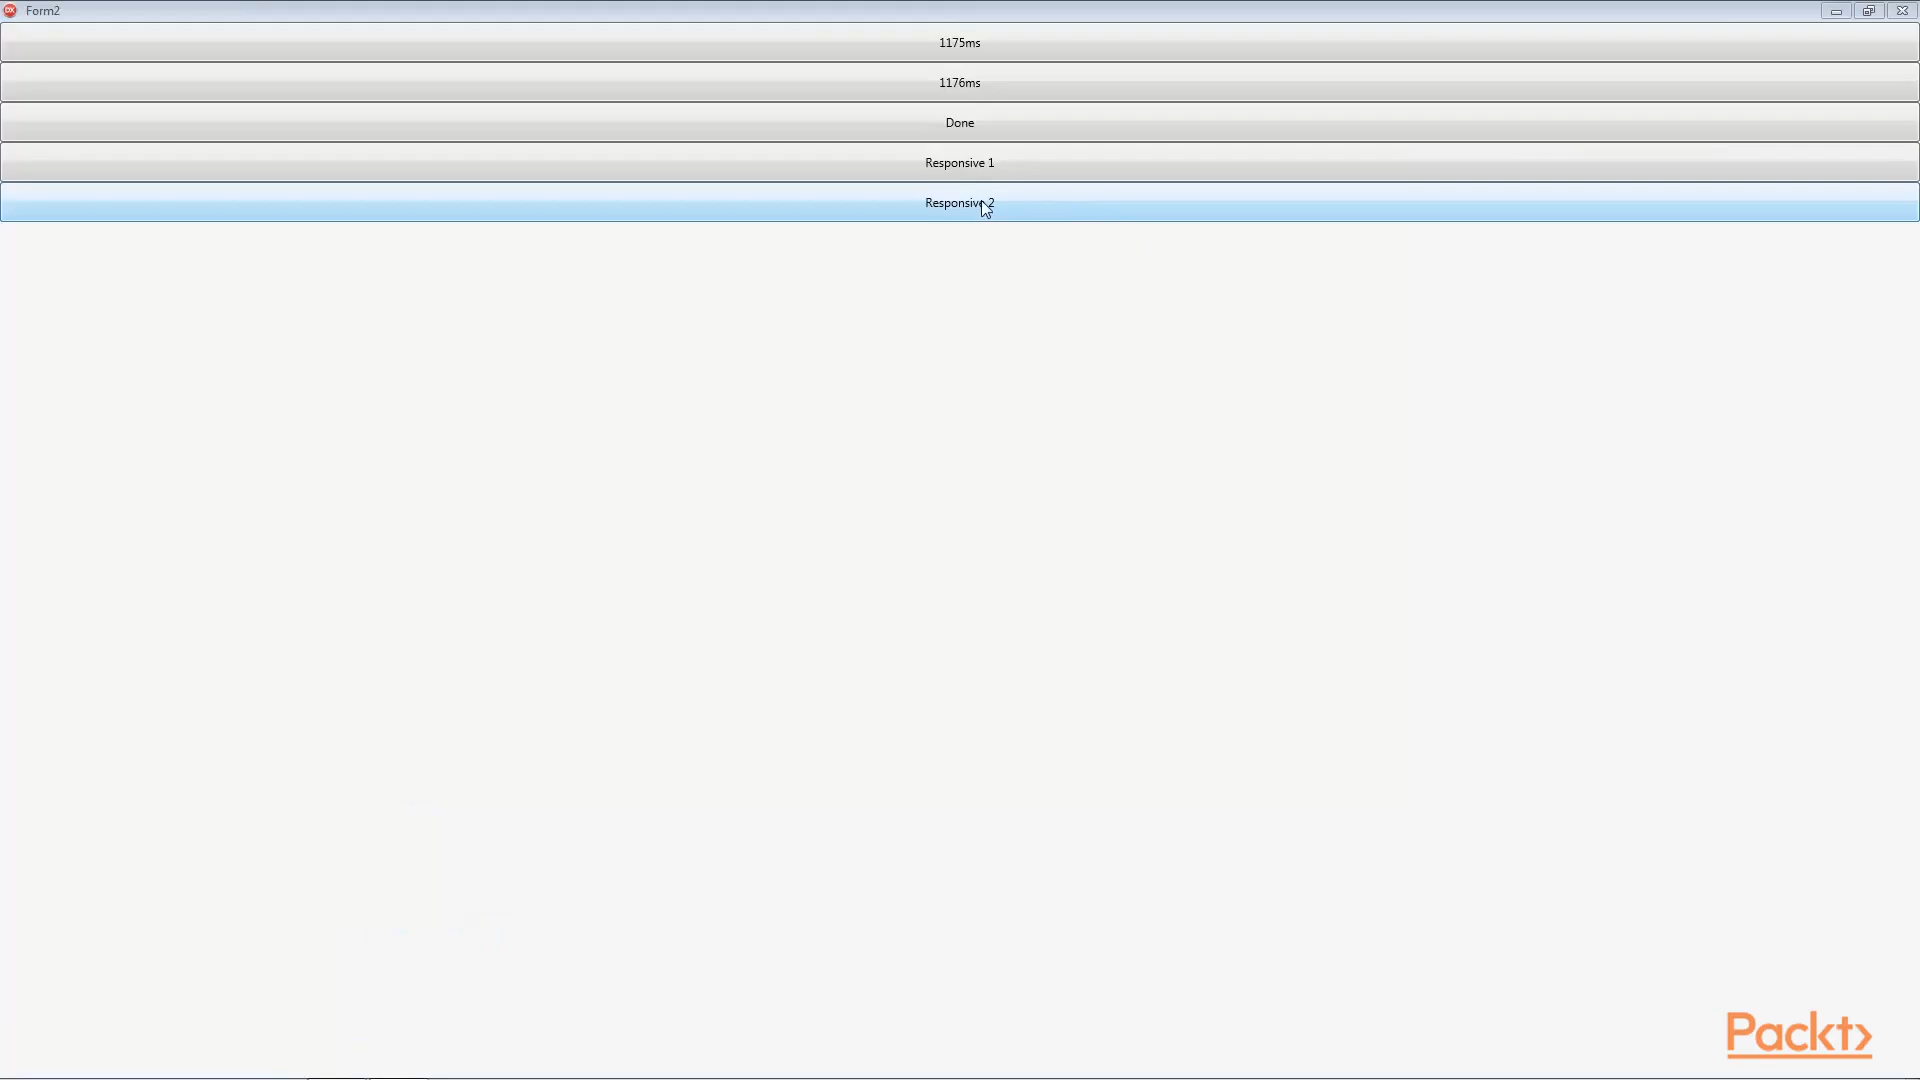 Form2
1175ms
1176ms
Done
Responsive 1
Responsive 2
Packt>